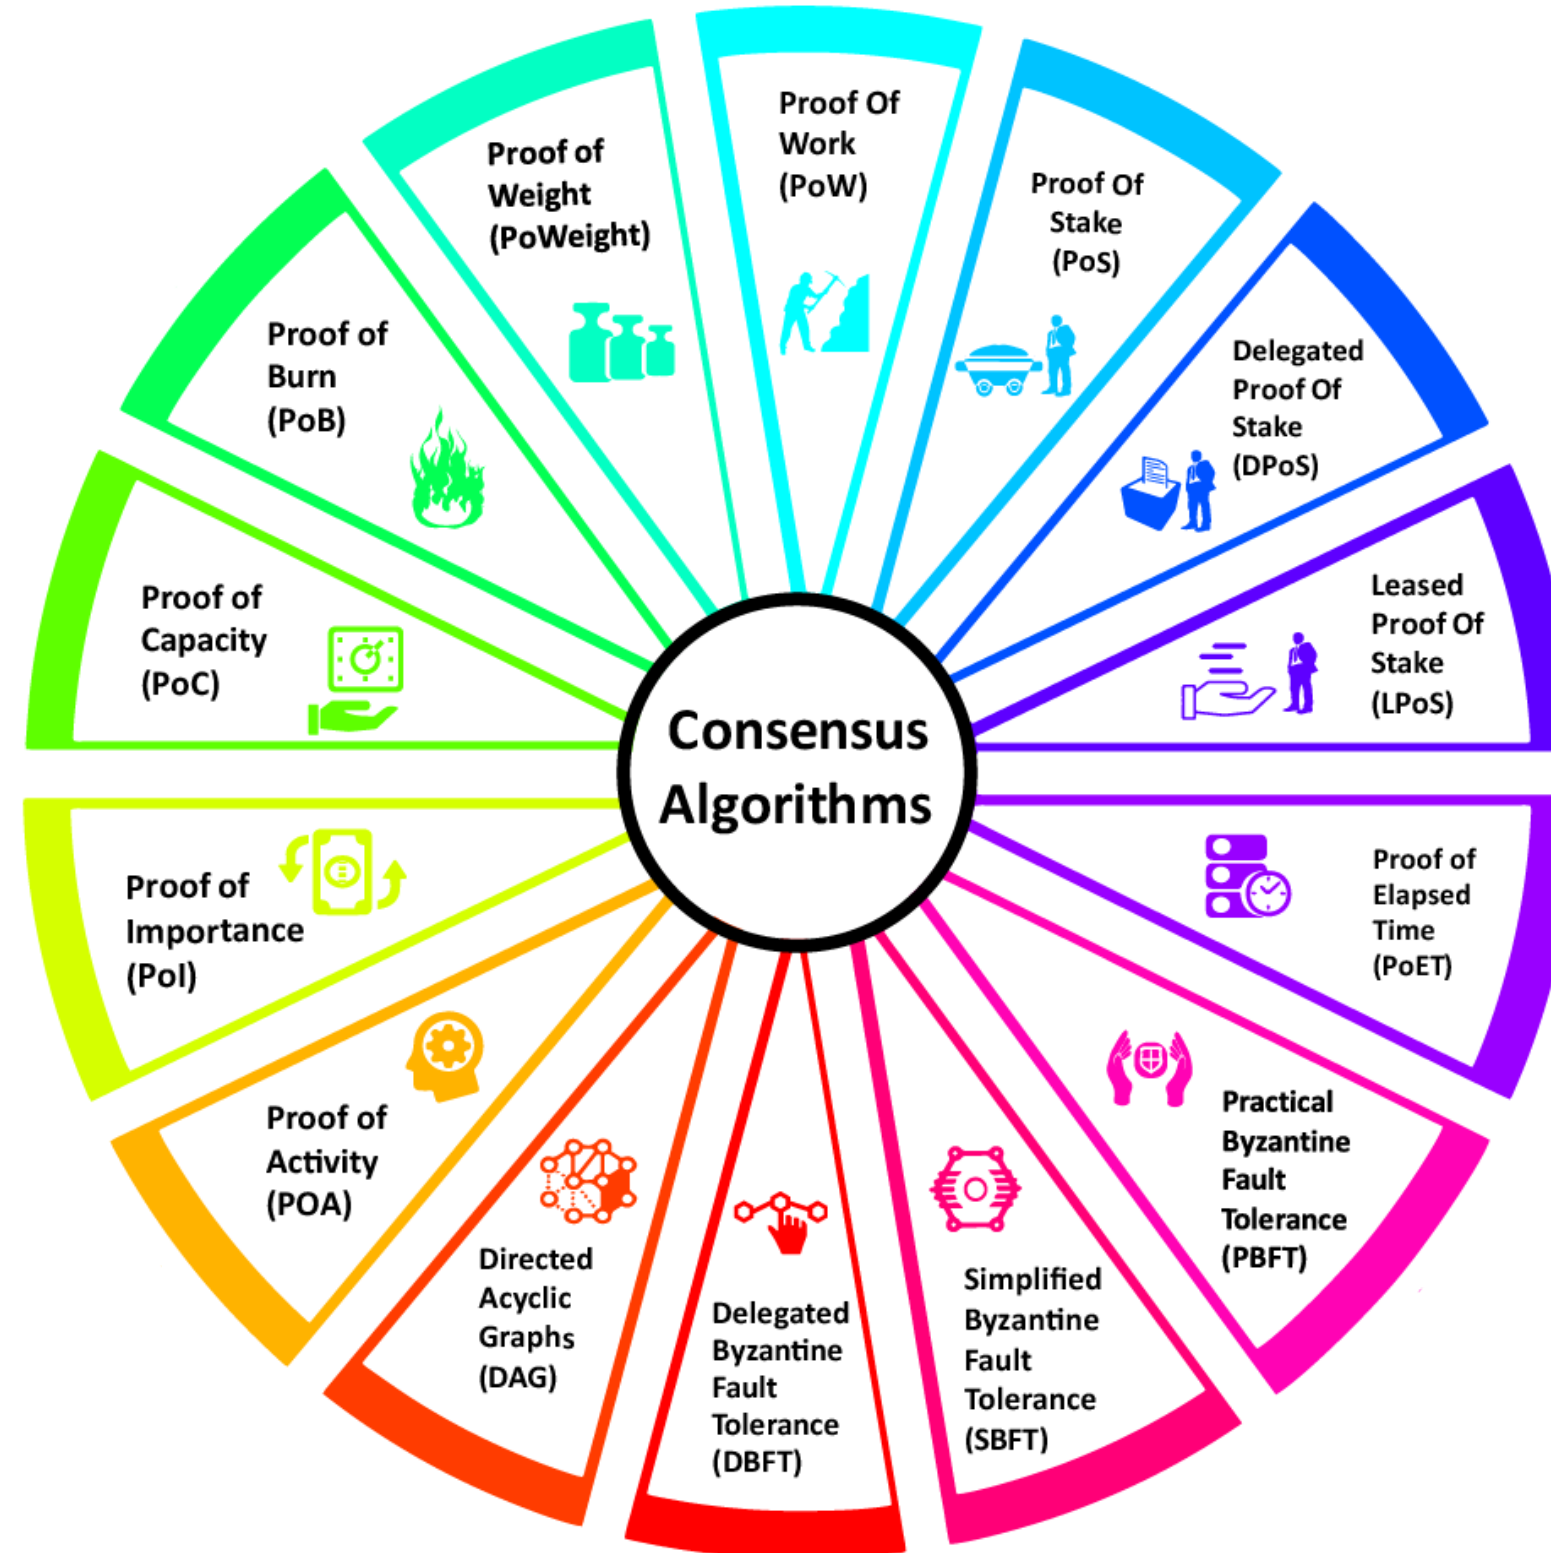 Proof Of
Work
(PoW)
Proof Of
Stake
(PoS)
Delegated
Proof Of
Stake
(DPoS)
Leased
Proof Of
Stake
(LPoS)
Proof of
Elapsed
Time
(PoET)
Practical
Byzantine
Fault
Tolerance
(PBFT)
Simplified
Byzantine
Fault
Tolerance
(SBFT)
Delegated
Byzantine
Fault
Tolerance
(DBFT)
Directed
Acyclic
Graphs
(DAG)
Proof of
Activity
(POA)
Proof of
Importance
(PoI)
Proof of
Capacity
(PoC)
Proof of
Burn
(PoB)
Proof of
Weight
(PoWeight)
Consensus
Algorithms